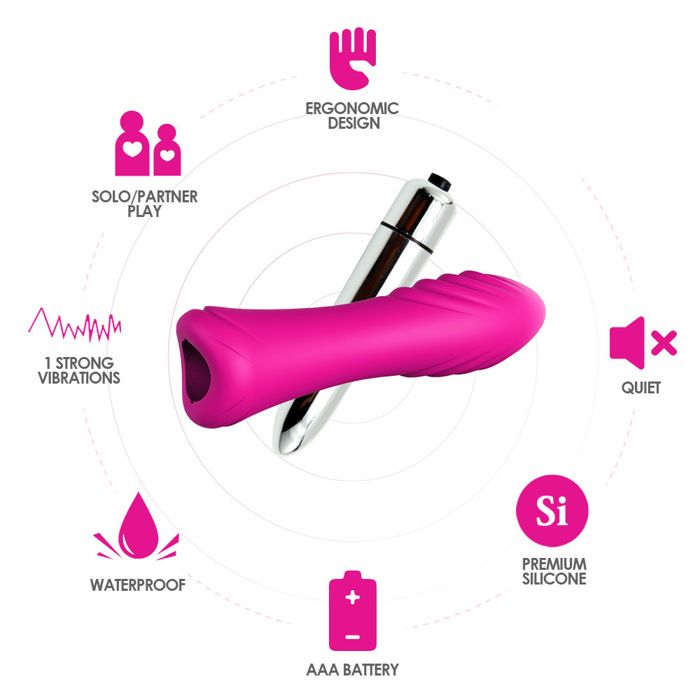 ERGONOMIC
DESIGN
SOLO/PARTNER
PLAY
1 STRONG
VIBRATIONS
QUIET
Si
PREMIUM
SILICONE
WATERPROOF
AAA BATTERY